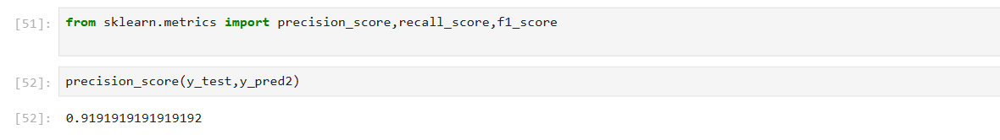 [51]: from sklearn.metrics import precision_score,recall_score,f1_score
[52]: precision_score(y_test,y_pred2)
[52]: 0.9191919191919192